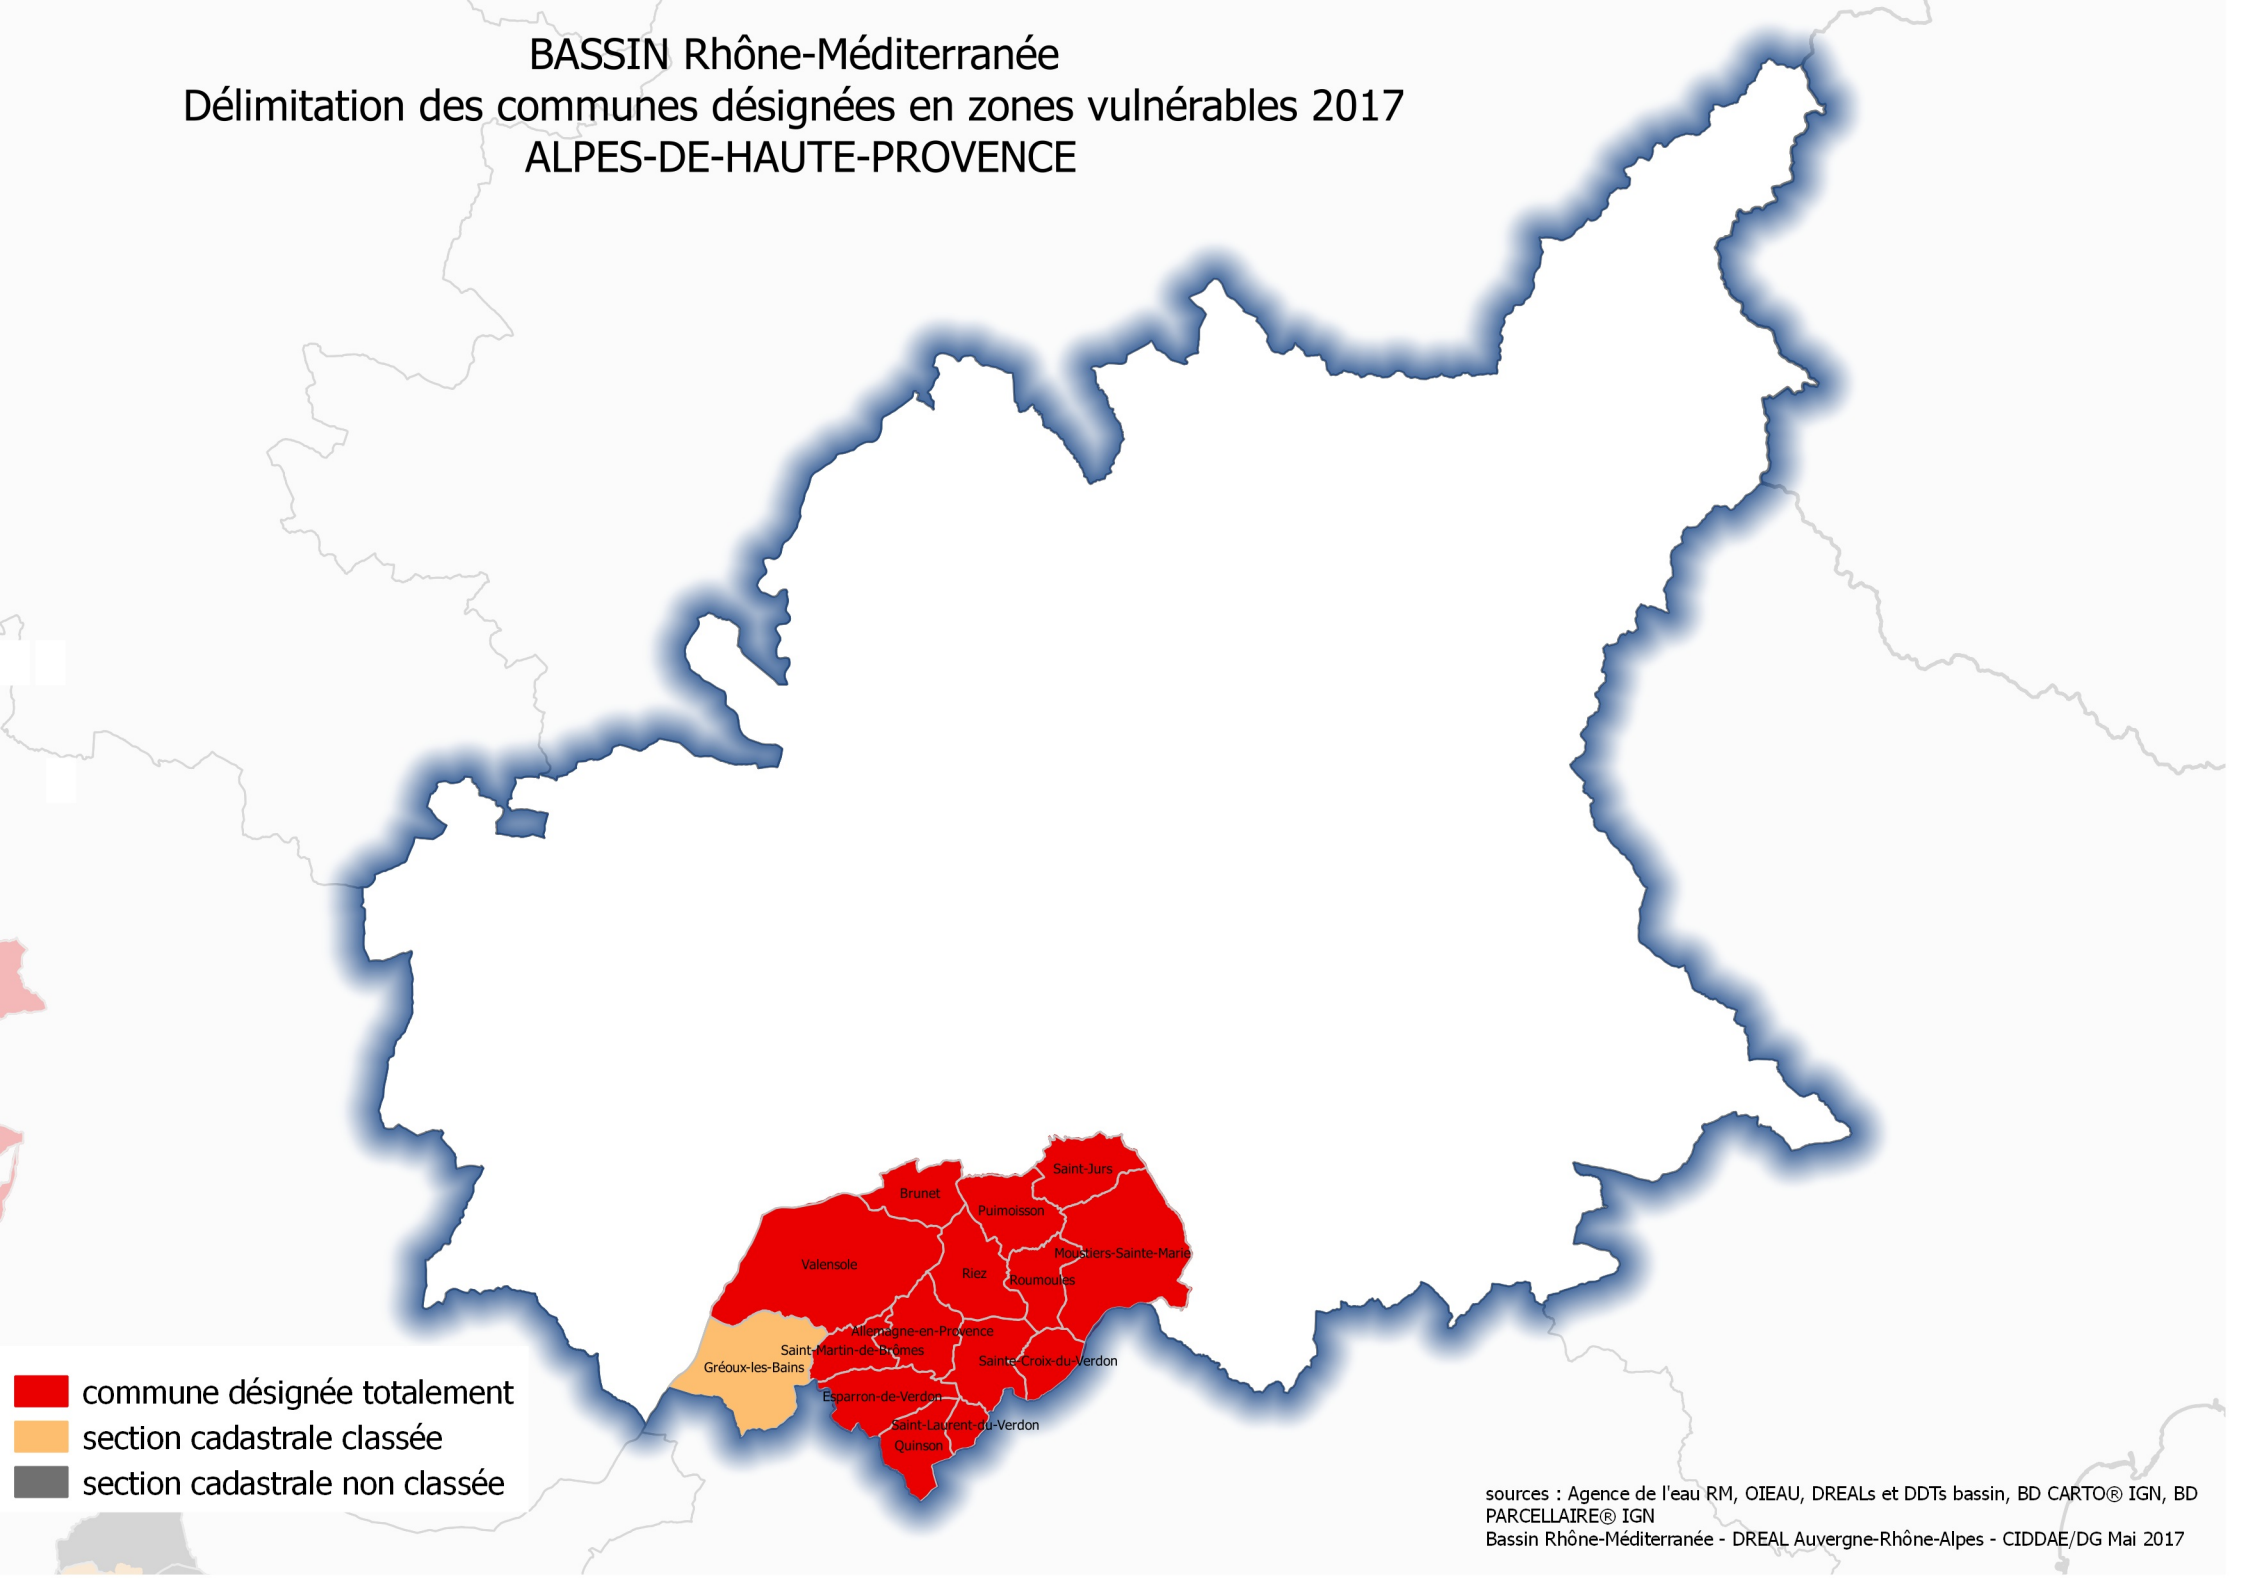 BASSIN Rhône-Méditerranée
Délimitation des communes désignées en zones vulnérables 2017
ALPES-DE-HAUTE-PROVENCE
Saint-Jurs
Brunet
Puimoisson
Moustiers-Sainte-Marie
Valensole
Riez
Roumoules
Allemagne-en-Provence
Saint-Martin-de-Brômes
Sainte-Croix-du-Verdon
Gréoux-les-Bains
Esparron-de-Verdon
Saint-Laurent-du-Verdon
Quinson
commune désignée totalement
section cadastrale classée
section cadastrale non classée
sources : Agence de l'eau RM, OIEAU, DREALs et DDTs bassin, BD CARTO® IGN, BD
PARCELLAIRE® IGN
Bassin Rhône-Méditerranée - DREAL Auvergne-Rhône-Alpes - CIDDAE/DG Mai 2017